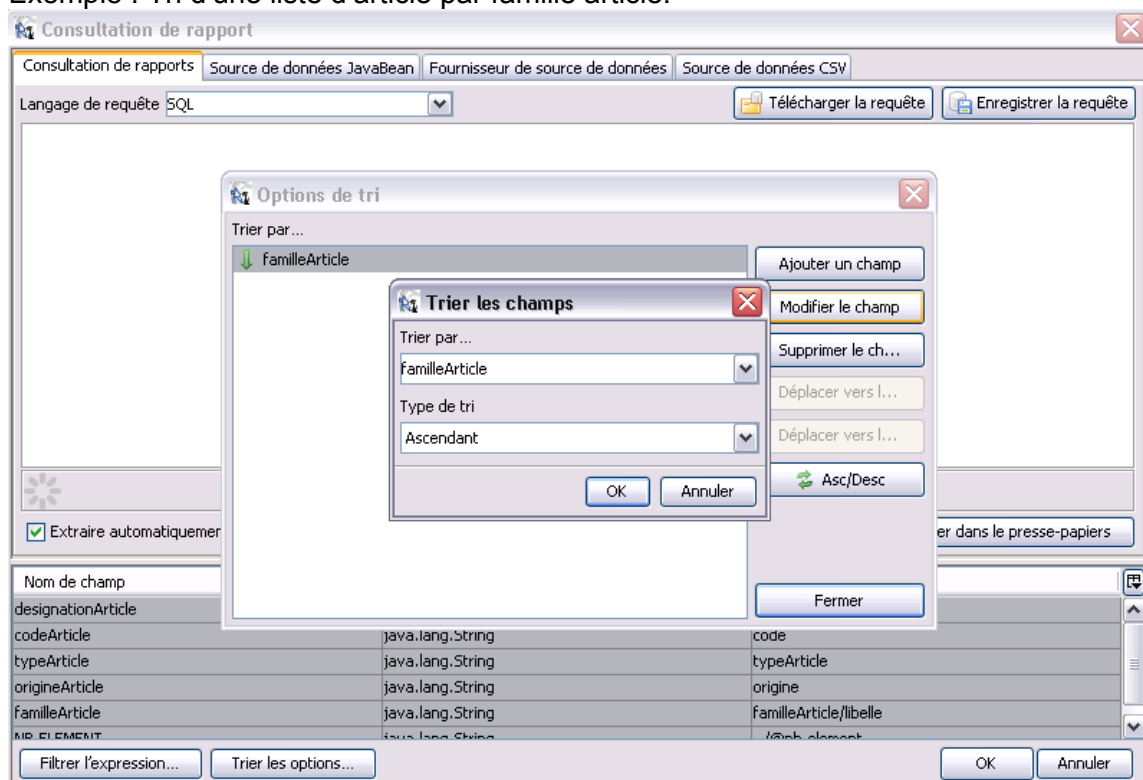 Exemple : Tri d'une liste d'article par famille article.
Consultation de rapport
Consultation de rapports Source de données JavaBean Fournisseur de source de données Source de données CSV
Langage de requête SQL Télécharger la requête Enregistrer la requête
Options de tri
Trier par...
familleArticle
Ajouter un champ
Trier les champs
Modifier le champ
Trier par...
Supprimer le ch...
familleArticle
Déplacer vers l...
Type de tri
Déplacer vers l...
Ascendant
Asc/Desc
OK Annuler
Extraire automatiquemer er dans le presse-papiers
Nom de champ
Fermer
designationArticle
codeArticle java.lang.String code
typeArticle java.lang.String typeArticle
origineArticle java.lang.String origine
familleArticle java.lang.String familleArticle/libelle
NB_ELEMENT java.lang.String
Filtrer l'expression... Trier les options... OK Annuler